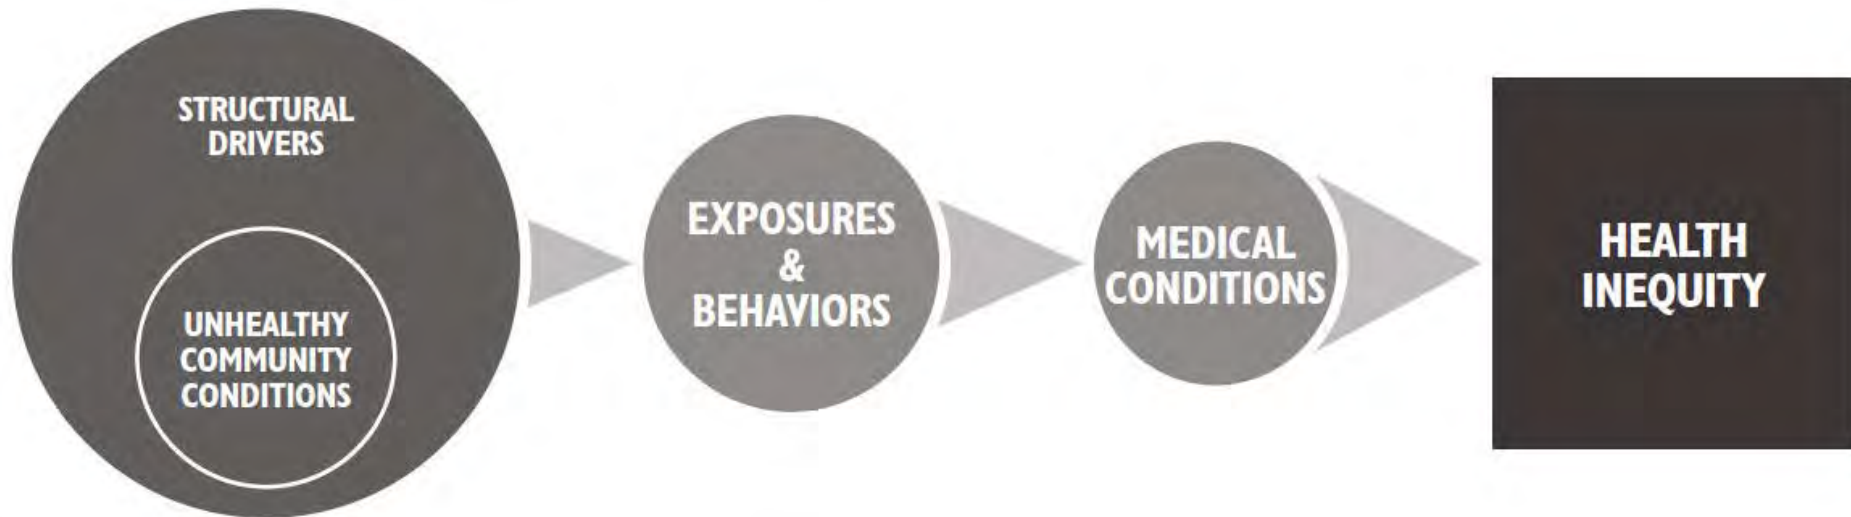 STRUCTURAL
DRIVERS
UNHEALTHY
COMMUNITY
CONDITIONS
EXPOSURES
&
BEHAVIORS
MEDICAL
CONDITIONS
HEALTH
INEQUITY